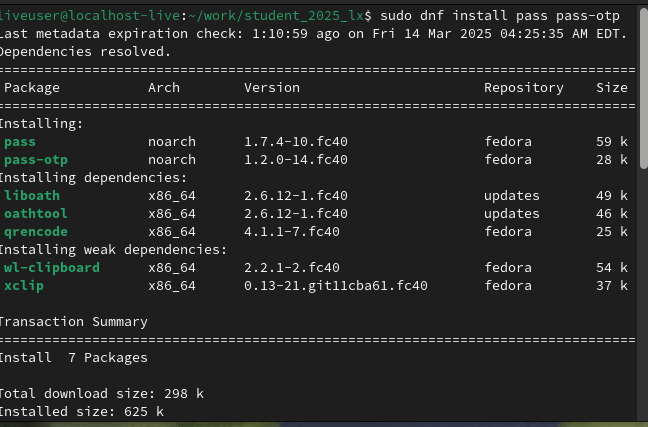 liveuser@localhost-live:~/work/student_2025_lx$ sudo dnf install pass pass-otp
Last metadata expiration check: 1:10:59 ago on Fri 14 Mar 2025 04:25:35 AM EDT.
Dependencies resolved.
================================================================================
Package Arch Version Repository Size
================================================================================
Installing:
pass noarch 1.7.4-10.fc40 fedora 59 k
pass-otp noarch 1.2.0-14.fc40 fedora 28 k
Installing dependencies:
liboath x86_64 2.6.12-1.fc40 updates 49 k
oathtool x86_64 2.6.12-1.fc40 updates 46 k
qrencode x86_64 4.1.1-7.fc40 fedora 25 k
Installing weak dependencies:
wl-clipboard x86_64 2.2.1-2.fc40 fedora 54 k
xclip x86_64 0.13-21.git11cba61.fc40 fedora 37 k
Transaction Summary
================================================================================
Install 7 Packages
Total download size: 298 k
Installed size: 625 k